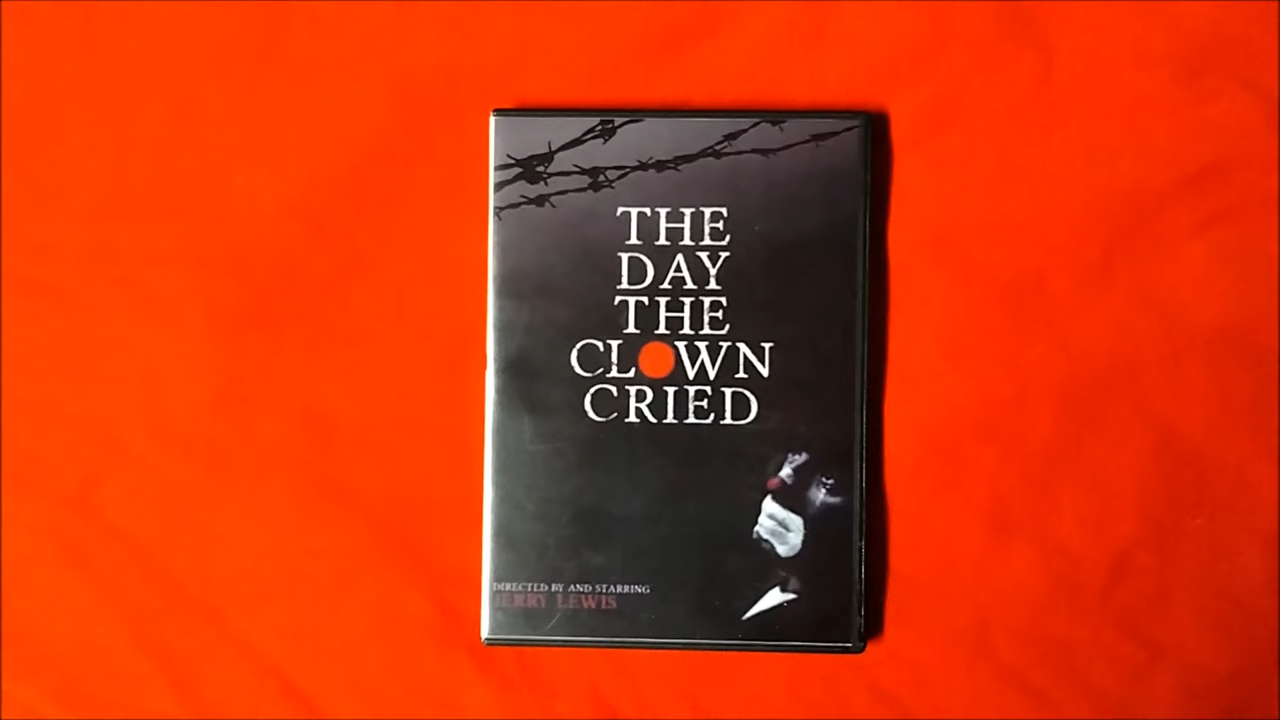 THE
DAY
THE
CLOWN
CRIED
DIRECTED BY AND STARRING
JERRY LEWIS